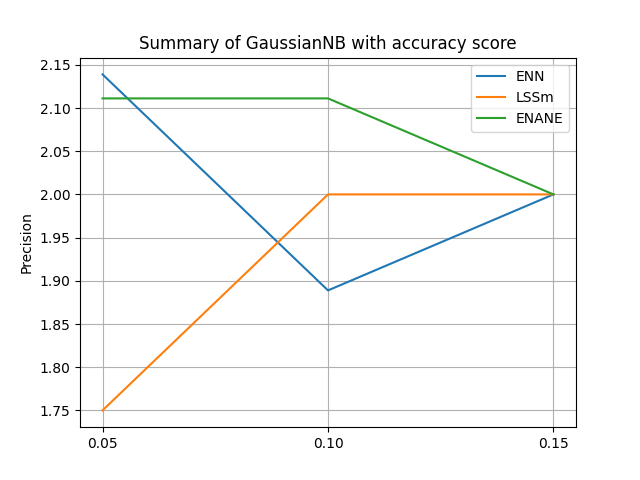 Summary of GaussianNB with accuracy score
2.15
2.10
2.05
2.00
1.95
1.90
1.85
1.80
1.75
Precision
0.05
0.10
0.15
ENN
LSSm
ENANE